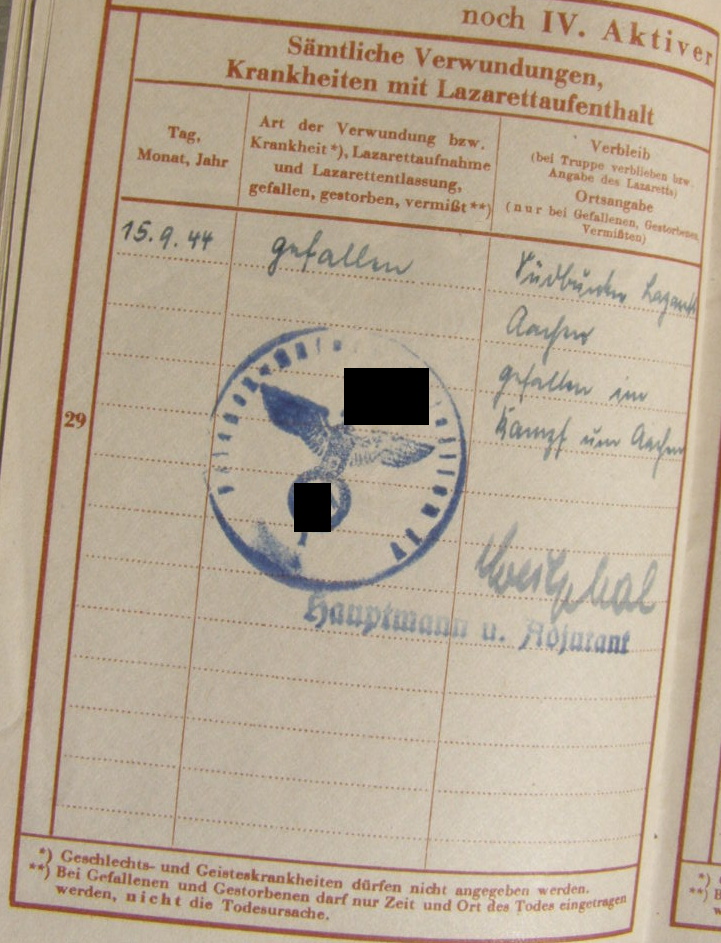 noch IV. Aktiver
Sämtliche Verwundungen,
Krankheiten mit Lazarettaufenthalt
Tag,
Monat, Jahr
Art der Verwundung bzw.
Krankheit *), Lazarettaufnahme
und Lazarettentlassung,
gefallen, gestorben, vermißt **)
Verbleib
(bei Truppe verblieben bzw.
Angabe des Lazaretts)
Ortsangabe
(nur bei Gefallenen, Gestorbenen,
Vermißten)
15.9.44
gefallen
Aachen
gefallen im
Kampf um Aachen
29
Westphal
Hauptmann u. Adjutant
*) Geschlechts- und Geisteskrankheiten dürfen nicht angegeben werden.
**) Bei Gefallenen und Gestorbenen darf nur Zeit und Ort des Todes eingetragen
werden, nicht die Todesursache.
*)
**) B
w